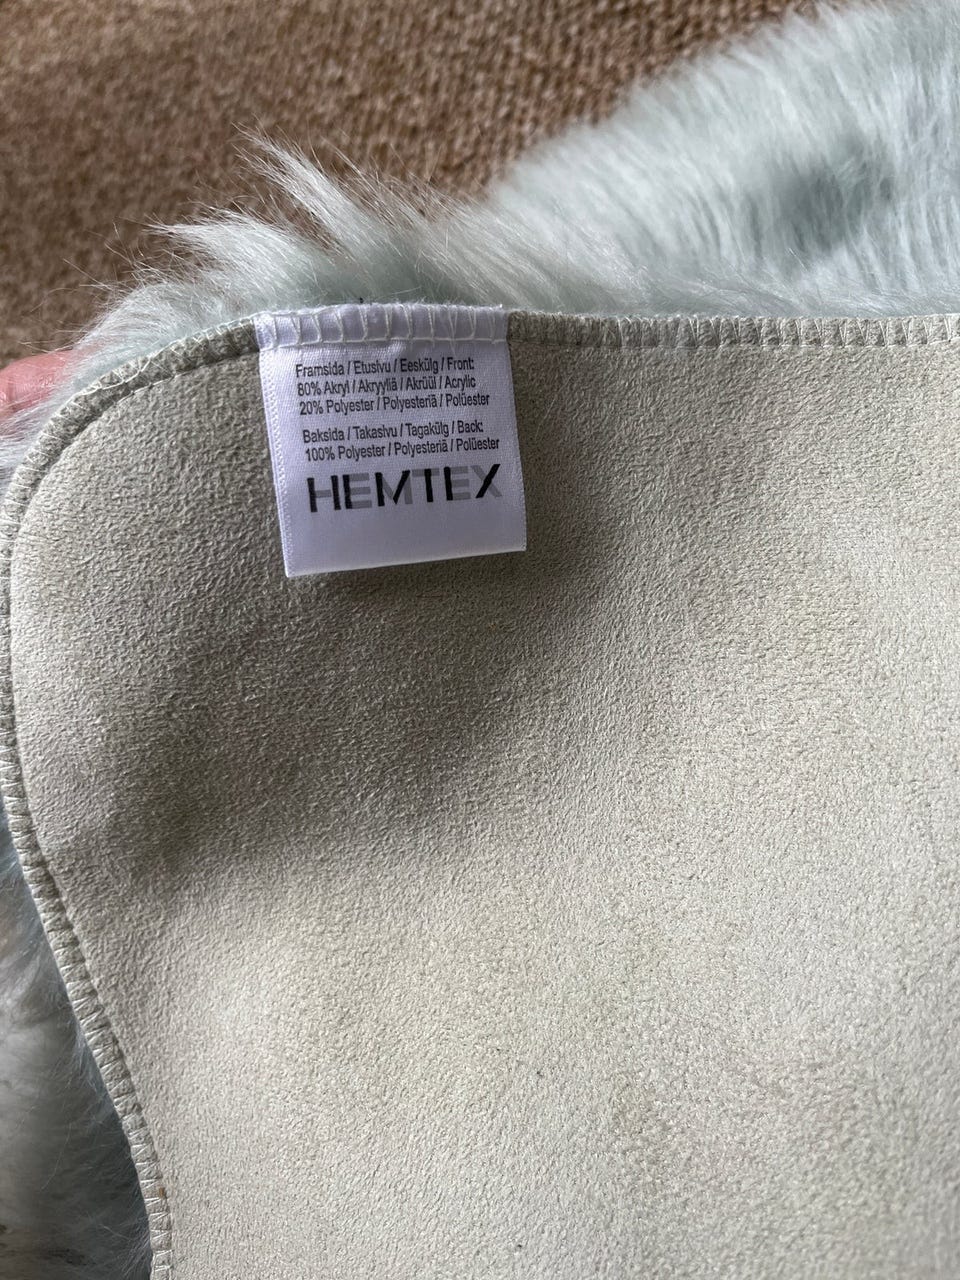 Framsida / Etusivu / Eeskülg / Front:
80% Akryl / Akryyliä / Akrüül / Acrylic
20% Polyester / Polyesteriä / Polüester
Baksida / Takasivu / Tagakülg / Back:
100% Polyester / Polyesteriä / Polüester
HEMTEX